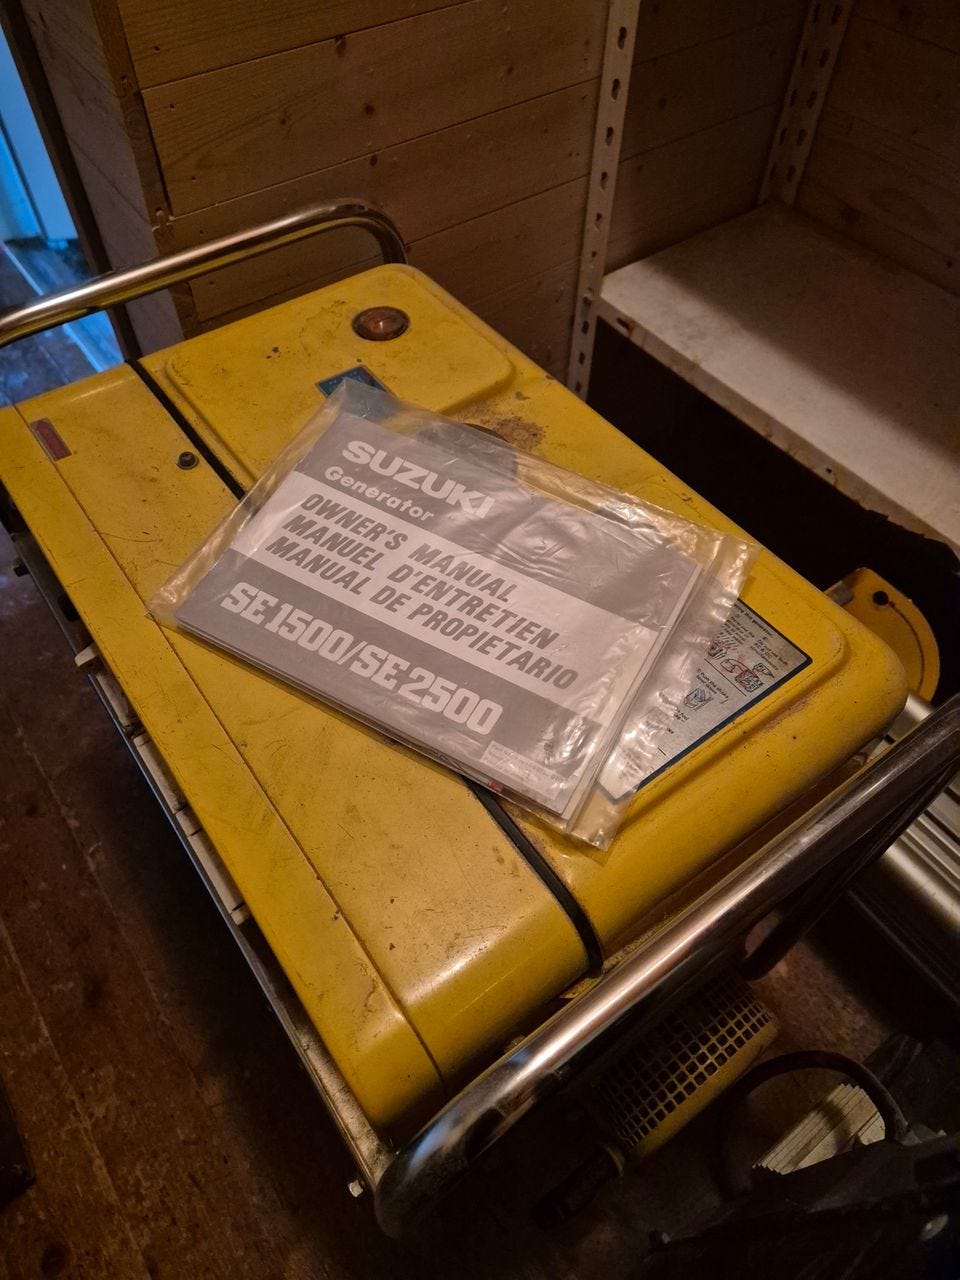 SUZUKI
Generator
OWNER'S MANUAL
MANUEL D'ENTRETIEN
MANUAL DE PROPIETARIO
SE1500/SE2500